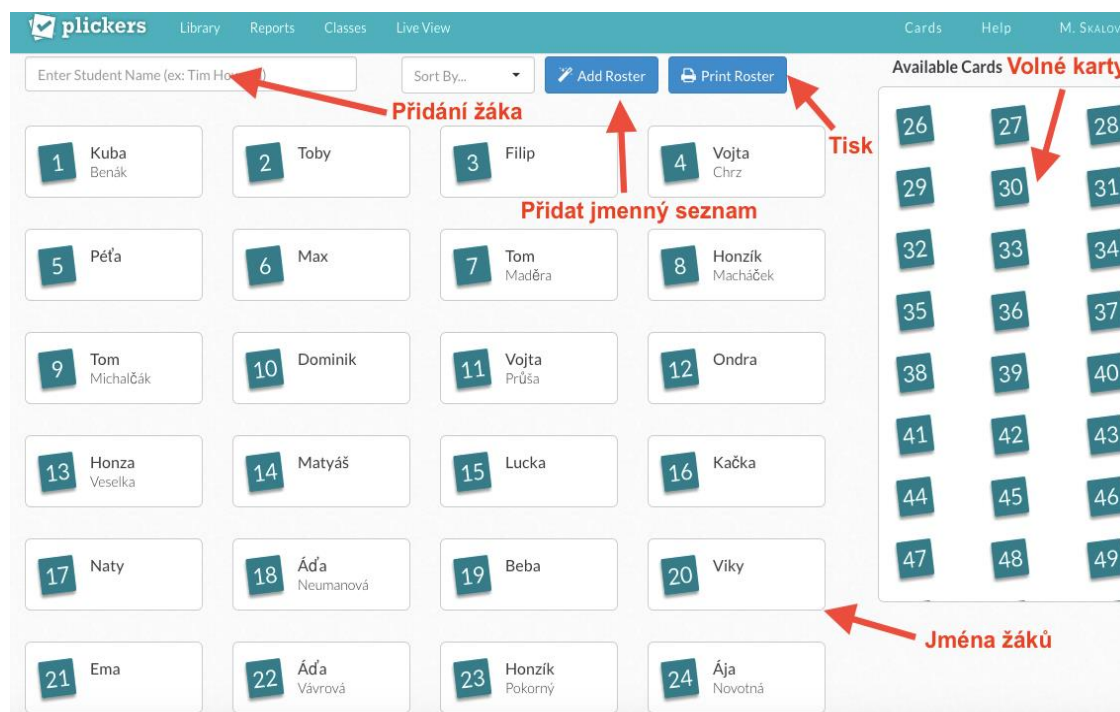 plickers Library Reports Classes Live View Cards Help M. SKALOV
Enter Student Name (ex: Tim Ho
Sort By...
Add Roster
Print Roster
Available Cards
Volné karty
Přidání žáka
Tisk
Přidat jmenný seznam
1 Kuba
Benák
2 Toby
3 Filip
4 Vojta
Chrz
5 Péťa
6 Max
7 Tom
Maděra
8 Honzík
Macháček
9 Tom
Michalčák
10 Dominik
11 Vojta
Průša
12 Ondra
13 Honza
Veselka
14 Matyáš
15 Lucka
16 Kačka
17 Naty
18 Áďa
Neumanová
19 Beba
20 Viky
Jména žáků
21 Ema
22 Áďa
Vávrová
23 Honzík
Pokorný
24 Ája
Novotná
26 27 28
29 30 31
32 33 34
35 36 37
38 39 40
41 42 43
44 45 46
47 48 49